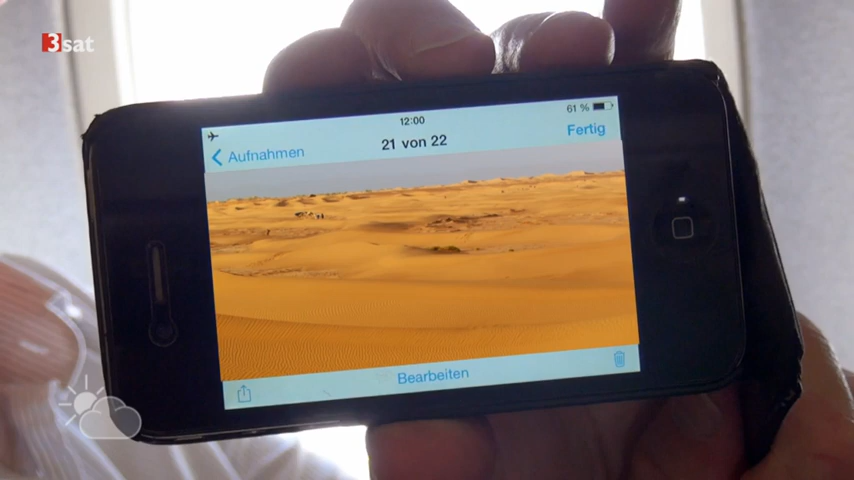 3sat
12:00
61 %
Aufnahmen
21 von 22
Fertig
Bearbeiten